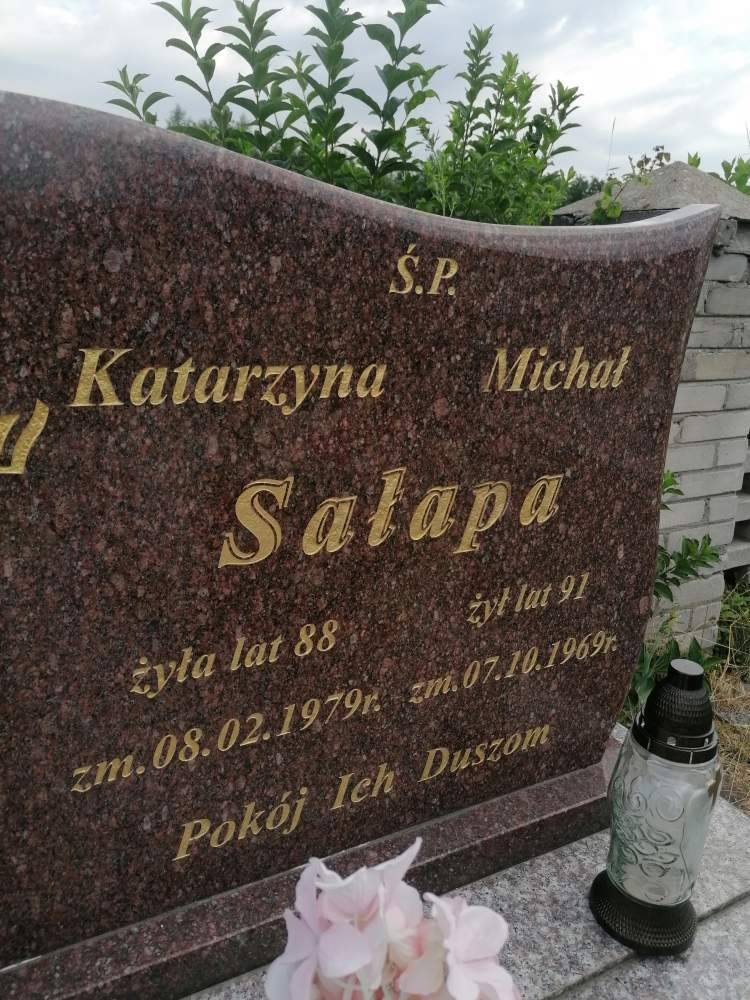 Ś.P.
Katarzyna Michał
Sałapa
żyła lat 88 żył lat 91
zm.08.02.1979r. zm.07.10.1969r.
Pokój Ich Duszom